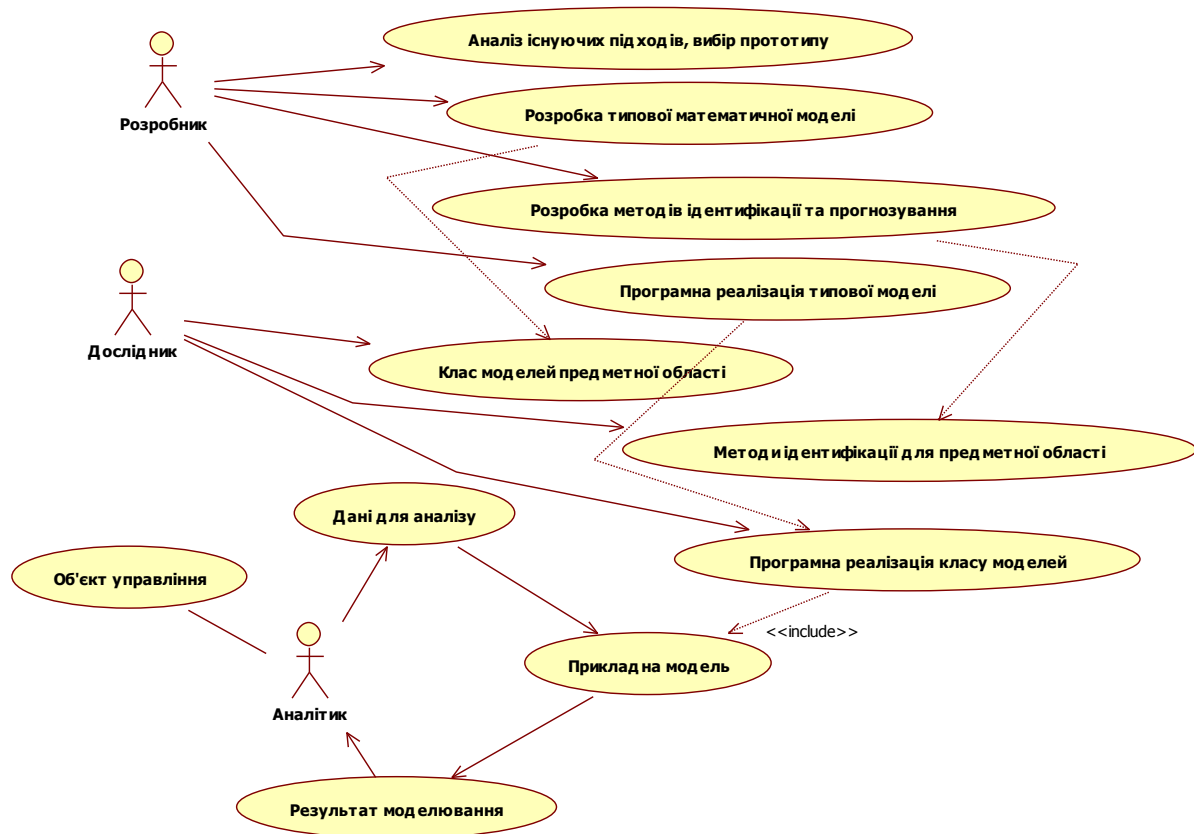 Аналіз існуючих підходів, вибір прототипу
Розробка типової математичної моделі
Розробник
Розробка методів ідентифікації та прогнозування
Програмна реалізація типової моделі
Дослідник
Клас моделей предметної області
Методи ідентифікації для предметної області
Дані для аналізу
Програмна реалізація класу моделей
Об'єкт управління
<<include>>
Прикладна модель
Аналітик
Результат моделювання